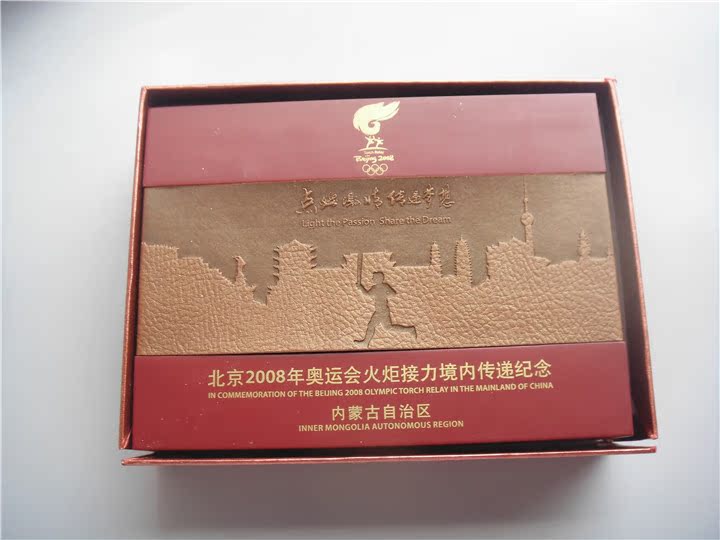 Beijing 2008
点燃激情 传递梦想
Light the Passion Share the Dream
北京2008年奥运会火炬接力境内传递纪念
IN COMMEMORATION OF THE BEIJING 2008 OLYMPIC TORCH RELAY IN THE MAINLAND OF CHINA
内蒙古自治区
INNER MONGOLIA AUTONOMOUS REGION